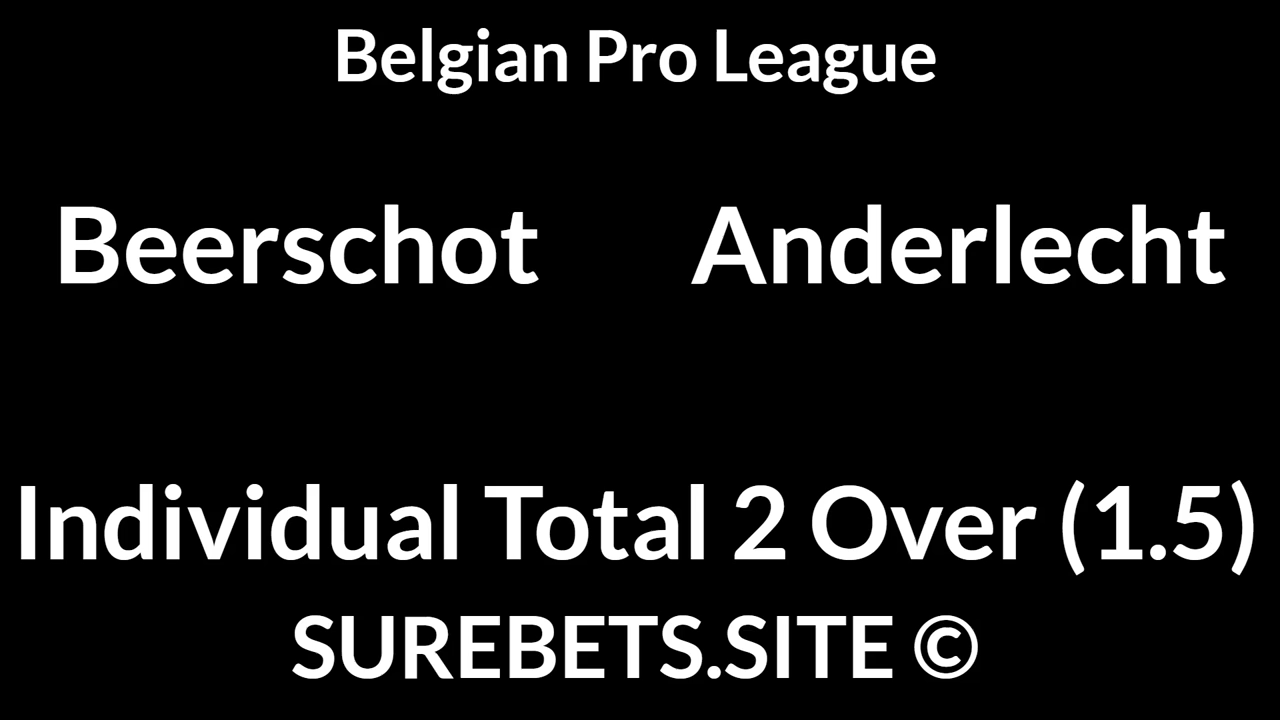 Belgian Pro League
Beerschot Anderlecht
Individual Total 2 Over (1.5)
SUREBETS.SITE ©